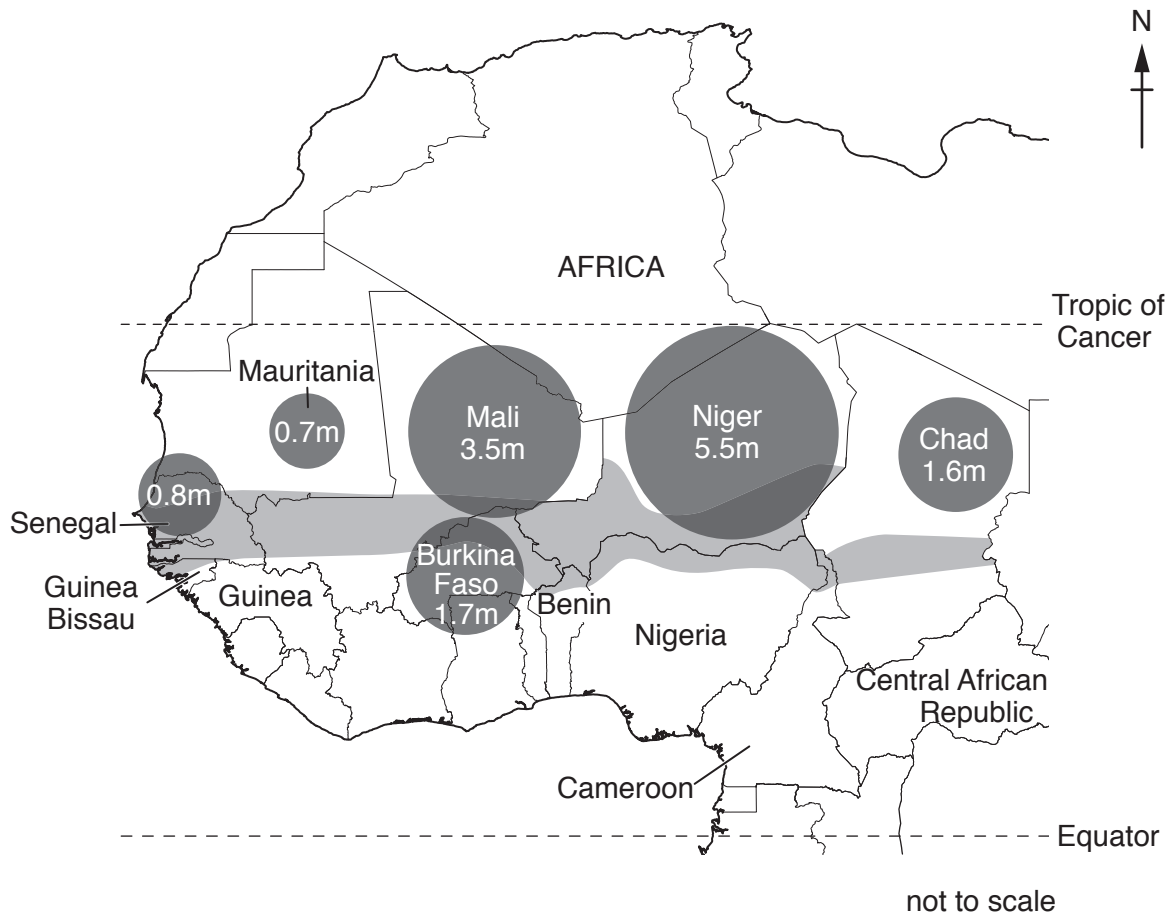 N
AFRICA
Tropic of
Cancer
Mauritania
0.7m
Mali
3.5m
Niger
5.5m
Chad
1.6m
0.8m
Senegal
Guinea
Bissau
Guinea
Burkina
Faso
1.7m
Benin
Nigeria
Central African
Republic
Cameroon
Equator
not to scale